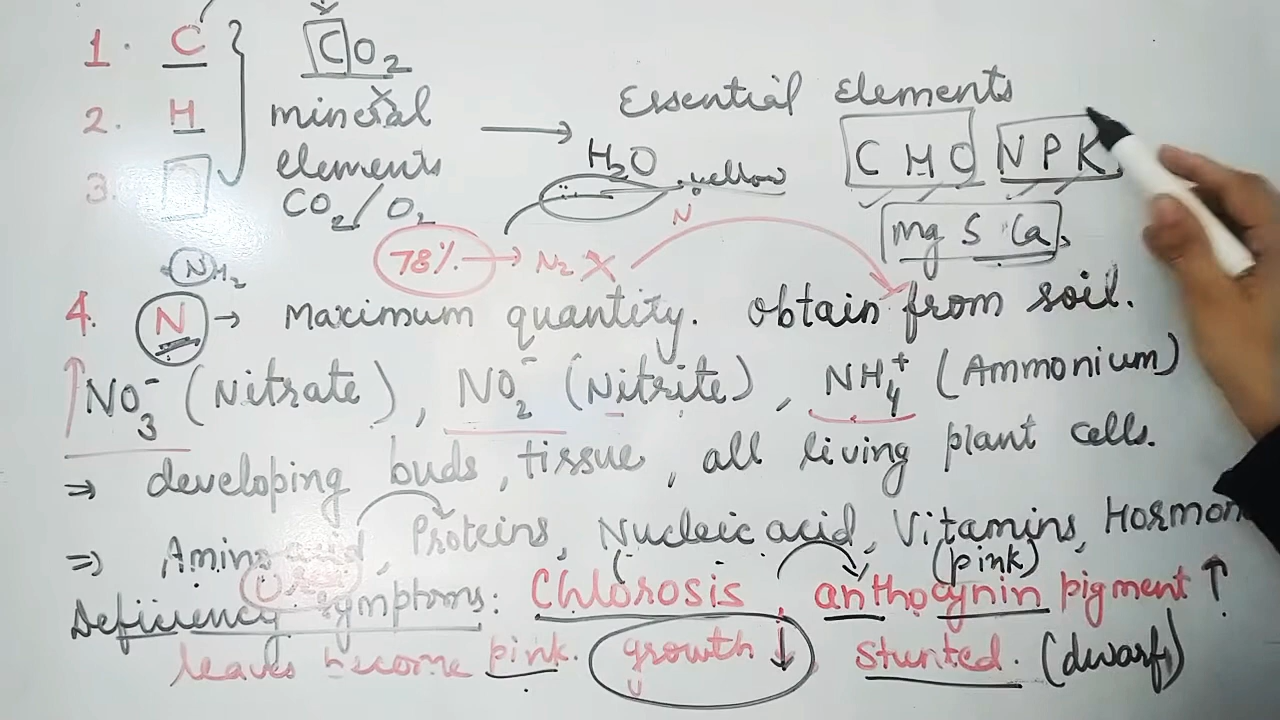 1. C
CO2
2. H
mineral
elements
3.
CO2/O2
Essential Elements
H2O
yellow
N
C H O N P K
Mg S Ca
78% → N2 X
NH2
4. N → Maximum quantity. Obtain from soil.
↑NO3- (Nitrate), NO2- (Nitrite), NH4+ (Ammonium)
⇒ developing buds, tissue, all living plant cells.
⇒ Amino acid, Proteins, Nucleic acid, Vitamins, Hormon
(pink)
Deficiency symptoms: Chlorosis, anthocynin pigment ↑
leaves become pink. growth ↓ stunted. (dwarf)